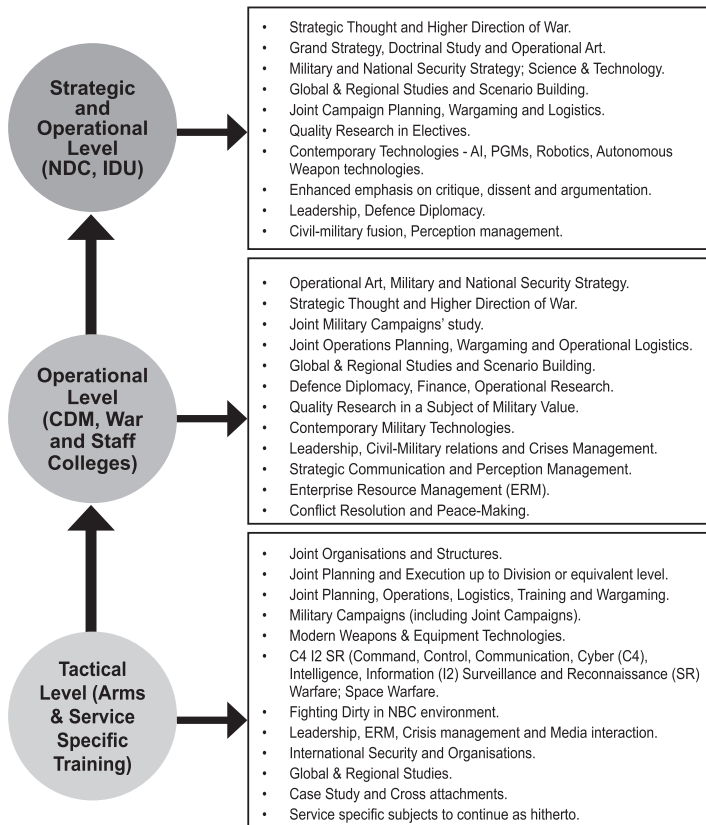 Strategic
and
Operational
Level
(NDC, IDU)
• Strategic Thought and Higher Direction of War.
• Grand Strategy, Doctrinal Study and Operational Art.
• Military and National Security Strategy; Science & Technology.
• Global & Regional Studies and Scenario Building.
• Joint Campaign Planning, Wargaming and Logistics.
• Quality Research in Electives.
• Contemporary Technologies - AI, PGMs, Robotics, Autonomous
Weapon technologies.
• Enhanced emphasis on critique, dissent and argumentation.
• Leadership, Defence Diplomacy.
• Civil-military fusion, Perception management.
Operational
Level
(CDM, War
and Staff
Colleges)
• Operational Art, Military and National Security Strategy.
• Strategic Thought and Higher Direction of War.
• Joint Military Campaigns' study.
• Joint Operations Planning, Wargaming and Operational Logistics.
• Global & Regional Studies and Scenario Building.
• Defence Diplomacy, Finance, Operational Research.
• Quality Research in a Subject of Military Value.
• Contemporary Military Technologies.
• Leadership, Civil-Military relations and Crises Management.
• Strategic Communication and Perception Management.
• Enterprise Resource Management (ERM).
• Conflict Resolution and Peace-Making.
Tactical
Level (Arms
& Service
Specific
Training)
• Joint Organisations and Structures.
• Joint Planning and Execution up to Division or equivalent level.
• Joint Planning, Operations, Logistics, Training and Wargaming.
• Military Campaigns (including Joint Campaigns).
• Modern Weapons & Equipment Technologies.
• C4 I2 SR (Command, Control, Communication, Cyber (C4),
Intelligence, Information (I2) Surveillance and Reconnaissance (SR)
Warfare; Space Warfare.
• Fighting Dirty in NBC environment.
• Leadership, ERM, Crisis management and Media interaction.
• International Security and Organisations.
• Global & Regional Studies.
• Case Study and Cross attachments.
• Service specific subjects to continue as hitherto.